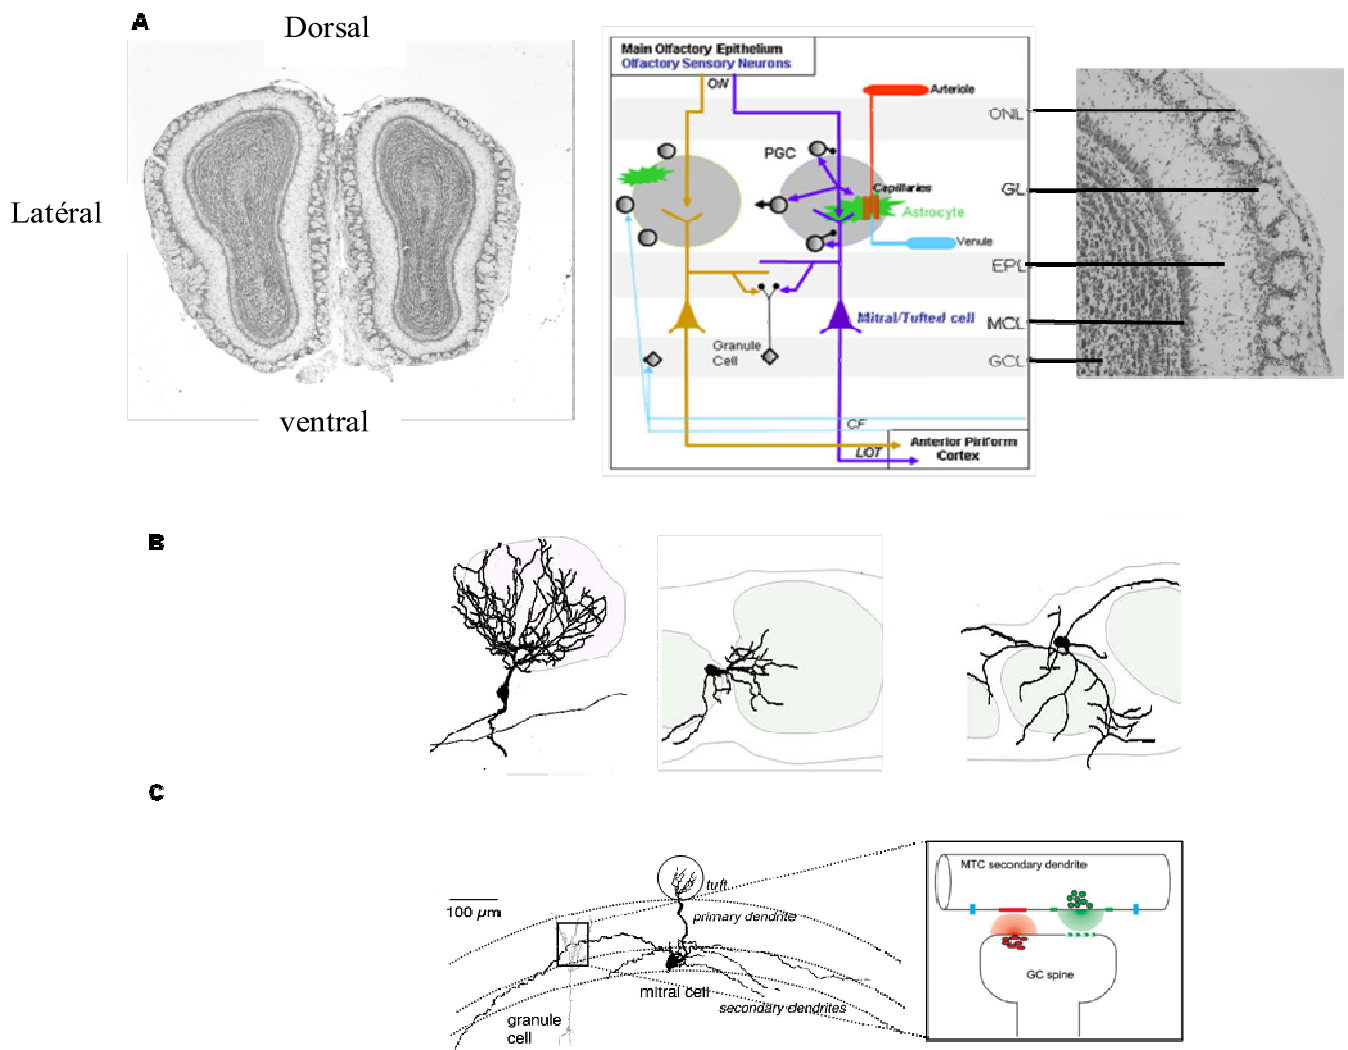 A
Dorsal
Latéral
ventral
Main Olfactory Epithelium
Olfactory Sensory Neurons
ON
Arteriole
PGC
Capillaries
Astrocyte
Venule
Mitral/Tufted cell
Granule
Cell
CF
LOT
Anterior Piriform
Cortex
ONL
GL
EPL
MCL
GCL
B
C
100 µm
tuft
primary dendrite
mitral cell
secondary dendrites
granule
cell
MTC secondary dendrite
GC spine